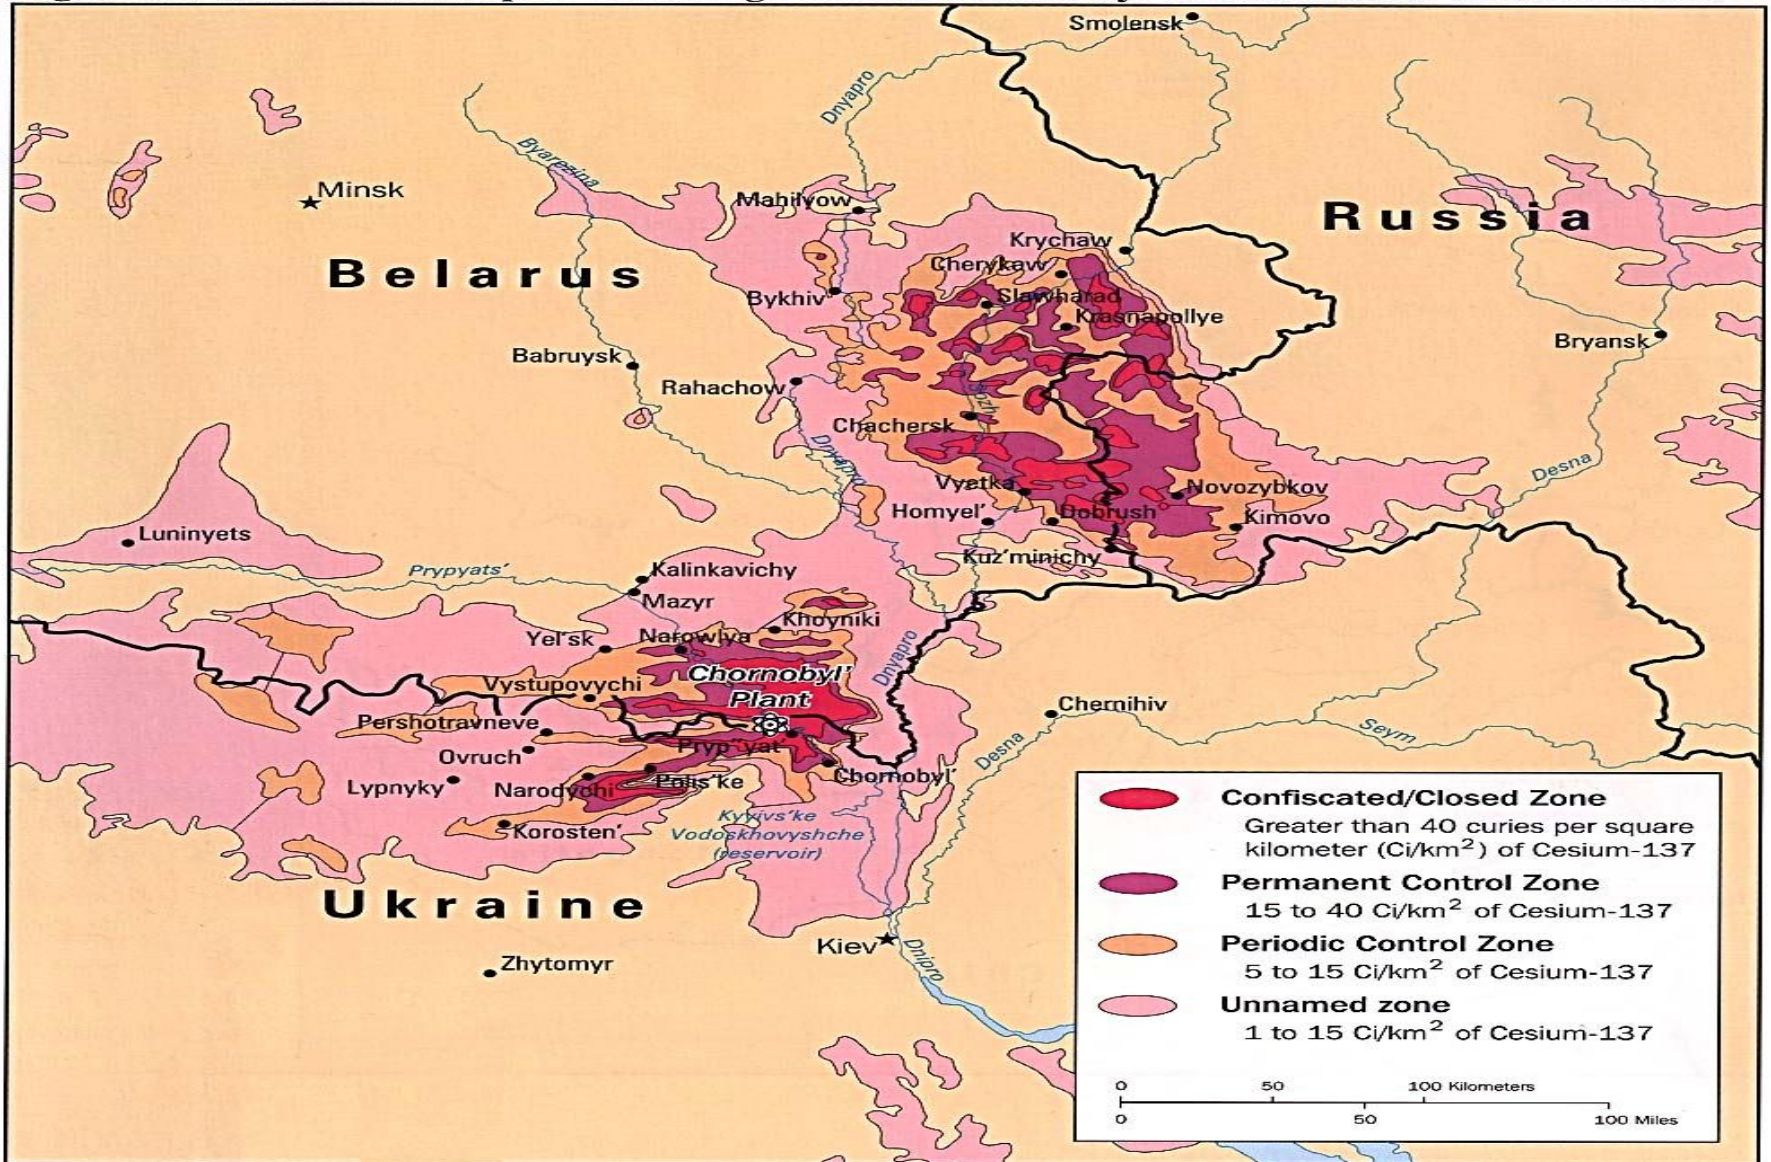 Smolensk
Dnyapro
Byarezina
Minsk
Mahilyow
Russia
Krychaw
Belarus
Cherykaw
Bykhiv
Slawharad
Krasnapollye
Bryansk
Babruysk
Rahachow
Sozh
Chachersk
Dnyapro
Desna
Vyetka
Novozybkov
Homyel'
Dobrush
Kimovo
Luninyets
Kuz'minichy
Prypyats'
Kalinkavichy
Mazyr
Khoyniki
Yel'sk
Narowlya
Dnyapro
Chornobyl'
Plant
Vystupovychi
Chernihiv
Pershotravneve
Seym
Pryp''yat'
Ovruch
Desna
Chornobyl'
Lypnyky
Narodychi
Polis'ke
Kyyivs'ke
Vodoskhovyshche
(reservoir)
Korosten'
Ukraine
Kiev
Dnipro
Zhytomyr
Confiscated/Closed Zone
Greater than 40 curies per square
kilometer (Ci/km²) of Cesium-137
Permanent Control Zone
15 to 40 Ci/km² of Cesium-137
Periodic Control Zone
5 to 15 Ci/km² of Cesium-137
Unnamed zone
1 to 15 Ci/km² of Cesium-137
0 50 100 Kilometers
0 50 100 Miles